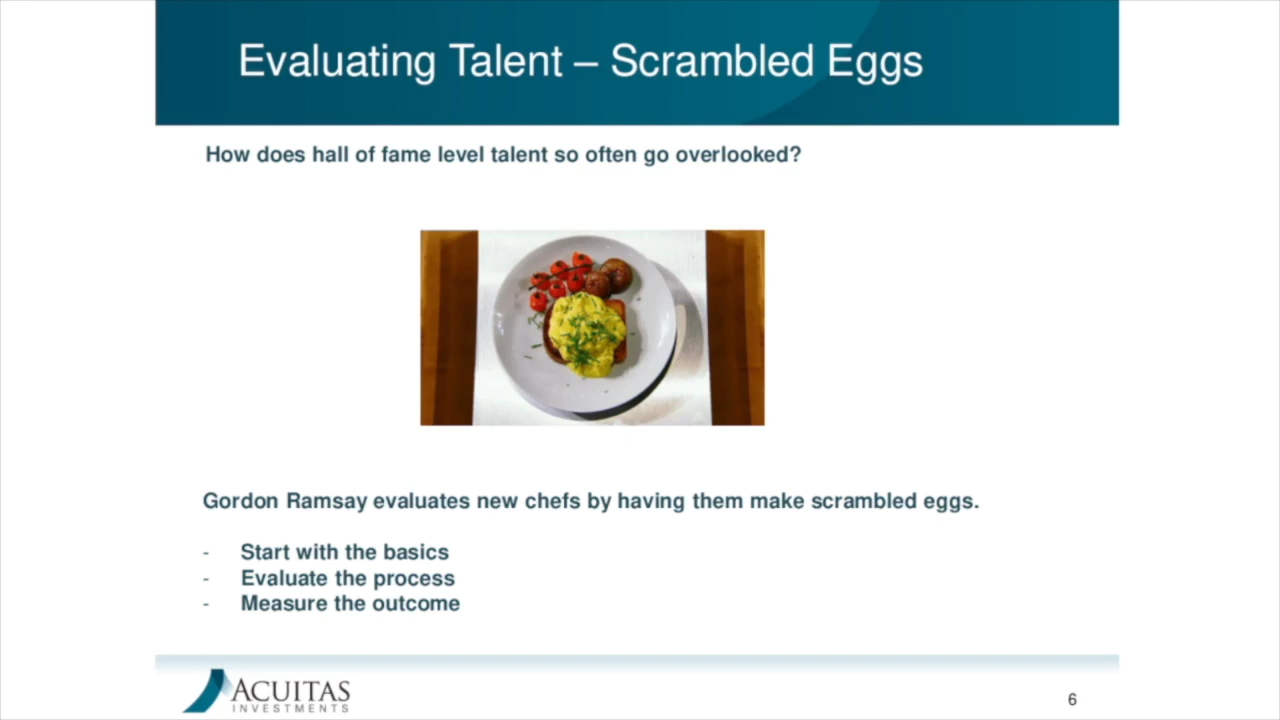 Evaluating Talent – Scrambled Eggs
How does hall of fame level talent so often go overlooked?
Gordon Ramsay evaluates new chefs by having them make scrambled eggs.
- Start with the basics
- Evaluate the process
- Measure the outcome
ACUITAS
INVESTMENTS
6